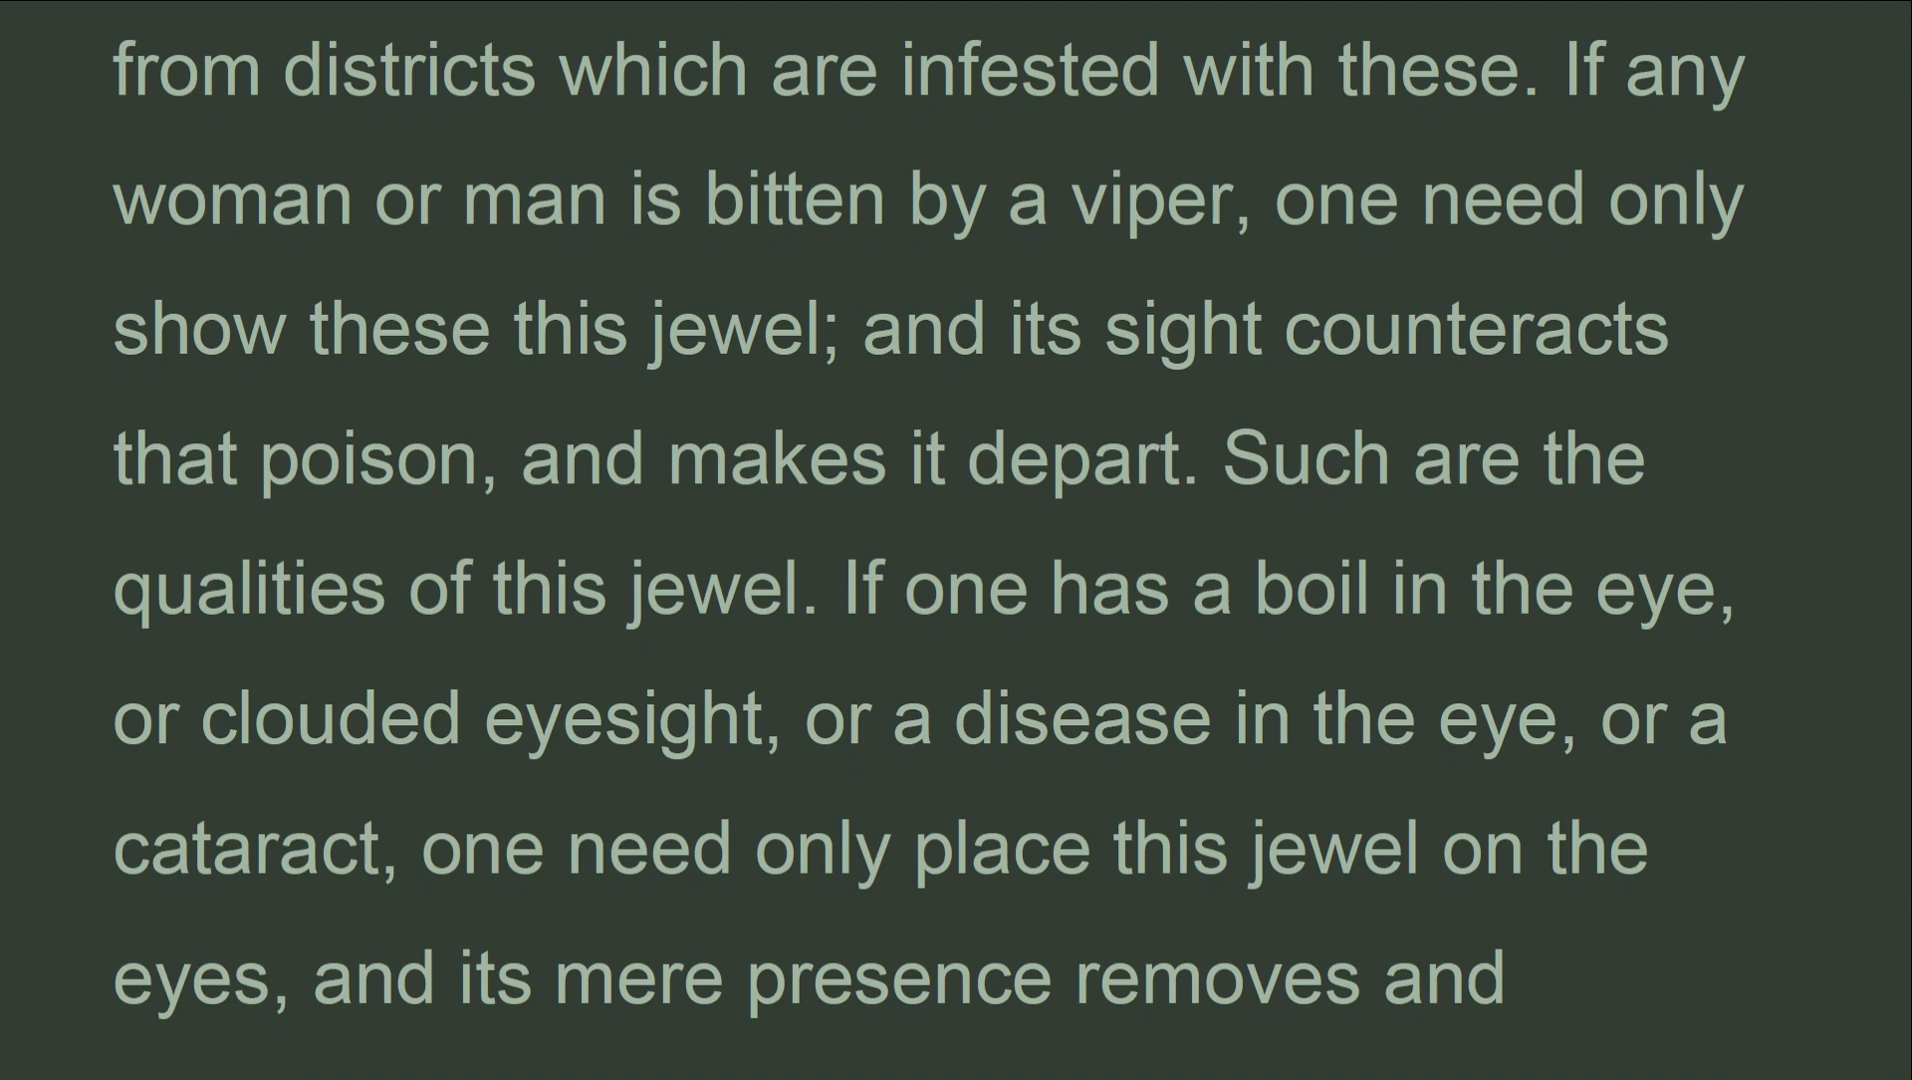 from districts which are infested with these. If any
woman or man is bitten by a viper, one need only
show these this jewel; and its sight counteracts
that poison, and makes it depart. Such are the
qualities of this jewel. If one has a boil in the eye,
or clouded eyesight, or a disease in the eye, or a
cataract, one need only place this jewel on the
eyes, and its mere presence removes and